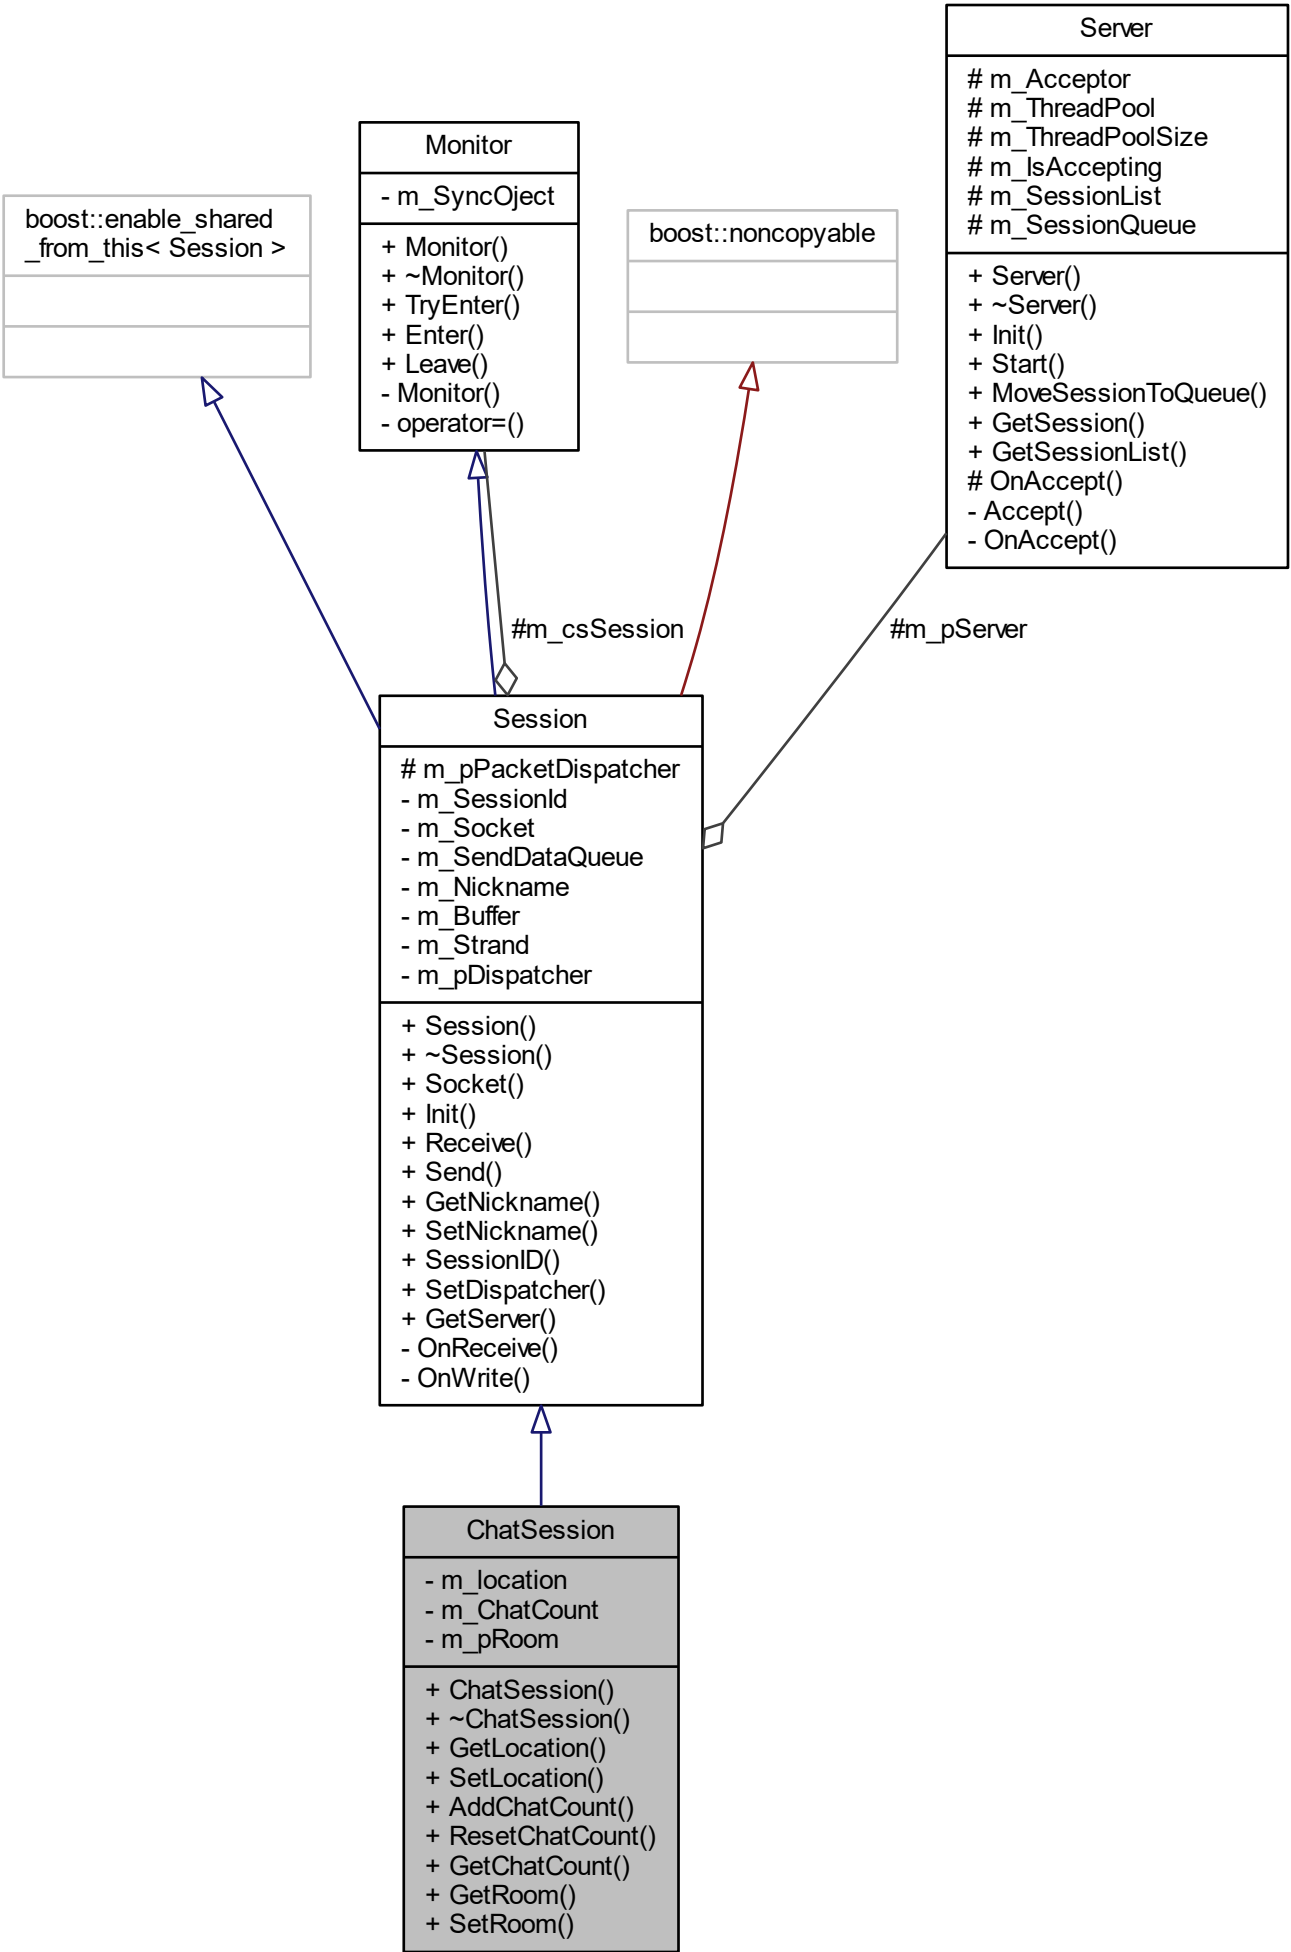 Server
# m_Acceptor
# m_ThreadPool
# m_ThreadPoolSize
# m_IsAccepting
# m_SessionList
# m_SessionQueue
+ Server()
+ ~Server()
+ Init()
+ Start()
+ MoveSessionToQueue()
+ GetSession()
+ GetSessionList()
# OnAccept()
- Accept()
- OnAccept()
Monitor
- m_SyncOject
+ Monitor()
+ ~Monitor()
+ TryEnter()
+ Enter()
+ Leave()
- Monitor()
- operator=()
boost::enable_shared
_from_this< Session >
boost::noncopyable
#m_csSession
#m_pServer
Session
# m_pPacketDispatcher
- m_SessionId
- m_Socket
- m_SendDataQueue
- m_Nickname
- m_Buffer
- m_Strand
- m_pDispatcher
+ Session()
+ ~Session()
+ Socket()
+ Init()
+ Receive()
+ Send()
+ GetNickname()
+ SetNickname()
+ SessionID()
+ SetDispatcher()
+ GetServer()
- OnReceive()
- OnWrite()
ChatSession
- m_location
- m_ChatCount
- m_pRoom
+ ChatSession()
+ ~ChatSession()
+ GetLocation()
+ SetLocation()
+ AddChatCount()
+ ResetChatCount()
+ GetChatCount()
+ GetRoom()
+ SetRoom()